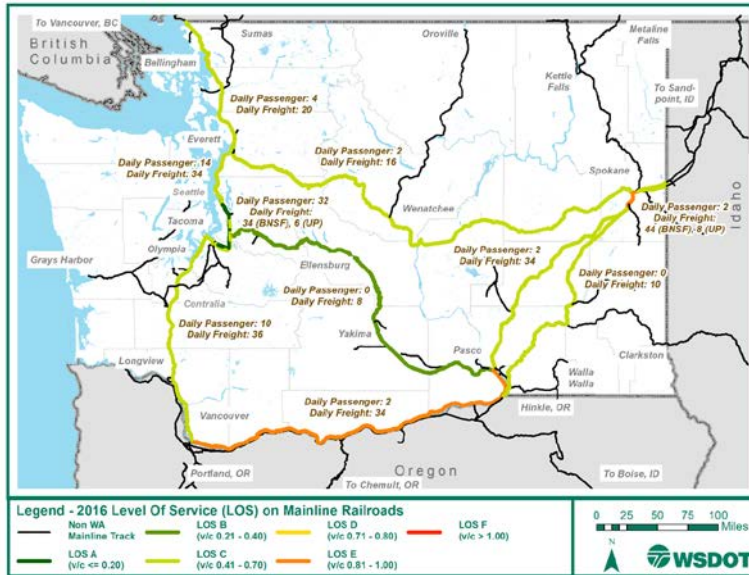 To Vancouver, BC
British
Columbia
Sumas
Oroville
Metaline
Falls
Bellingham
Kettle
Falls
To Sand-
point, ID
Daily Passenger: 4
Daily Freight: 20
Everett
Daily Passenger: 14
Daily Freight: 34
Daily Passenger: 2
Daily Freight: 16
Spokane
Idaho
Seattle
Daily Passenger: 32
Daily Freight:
34 (BNSF), 6 (UP)
Wenatchee
Daily Passenger: 2
Daily Freight:
44 (BNSF), 8 (UP)
Tacoma
Olympia
Daily Passenger: 2
Daily Freight: 34
Grays Harbor
Ellensburg
Daily Passenger: 0
Daily Freight: 8
Daily Passenger: 0
Daily Freight: 10
Centralia
Daily Passenger: 10
Daily Freight: 36
Yakima
Pasco
Longview
Clarkston
Walla
Walla
Daily Passenger: 2
Daily Freight: 34
Vancouver
Hinkle, OR
Portland, OR
Oregon
To Chemult, OR
To Boise, ID
Legend - 2016 Level Of Service (LOS) on Mainline Railroads
Non WA
Mainline Track
LOS B
(v/c 0.21 - 0.40)
LOS D
(v/c 0.71 - 0.80)
LOS F
(v/c > 1.00)
LOS A
(v/c <= 0.20)
LOS C
(v/c 0.41 - 0.70)
LOS E
(v/c 0.81 - 1.00)
0 25 50 75 100
Miles
N
WSDOT